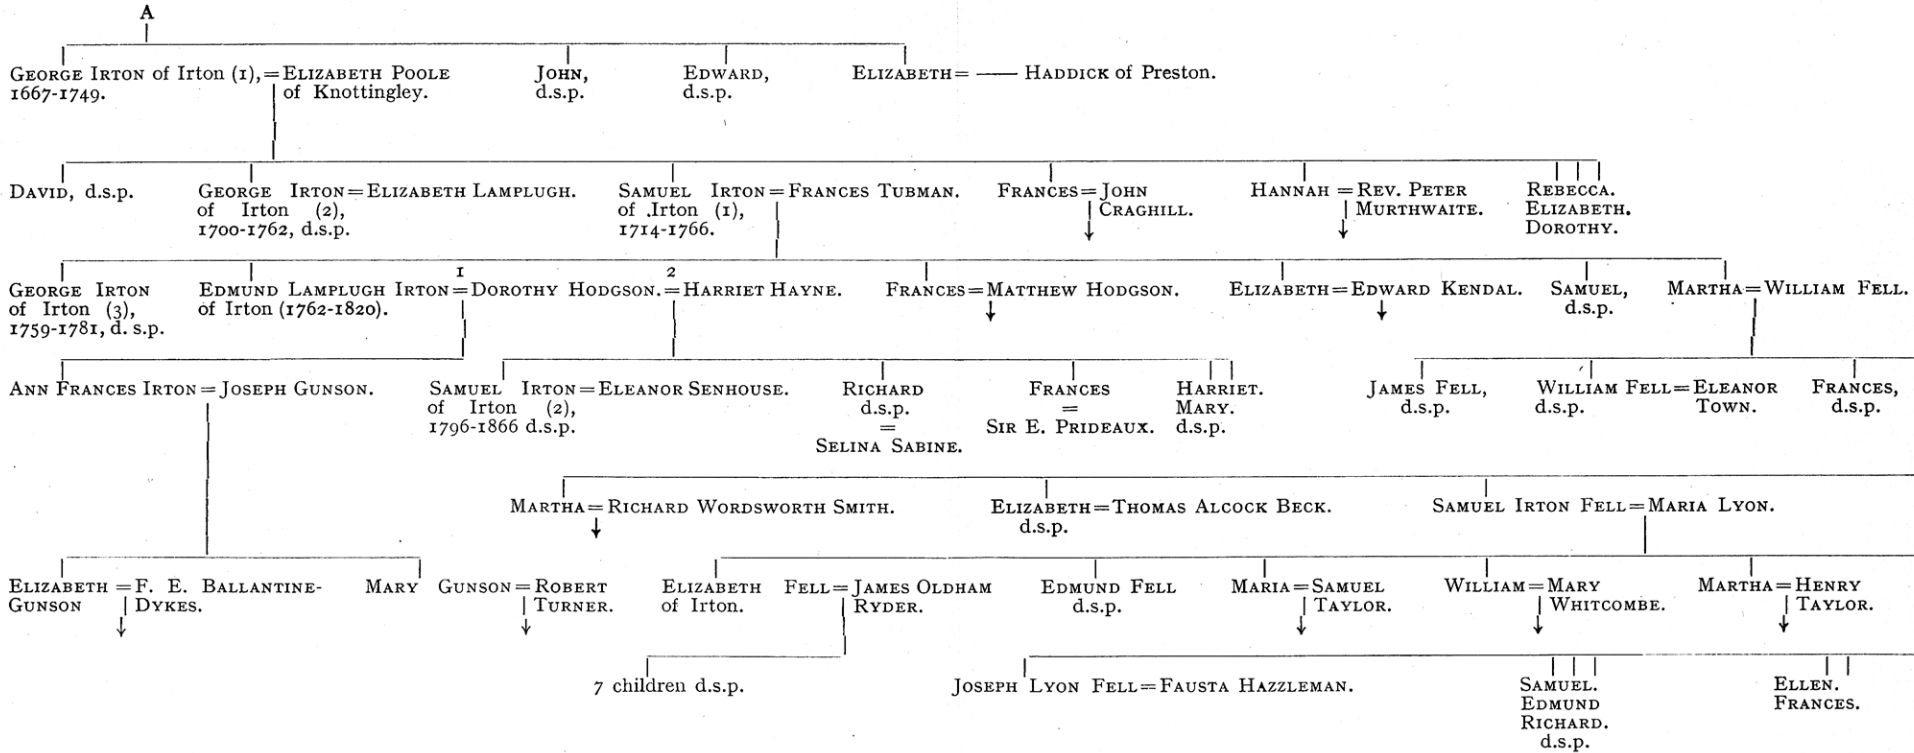 A
GEORGE IRTON of Irton (1), = ELIZABETH POOLE JOHN, EDWARD, ELIZABETH = —— HADDICK of Preston.
1667-1749. of Knottingley. d.s.p. d.s.p.
DAVID, d.s.p. GEORGE IRTON = ELIZABETH LAMPLUGH. SAMUEL IRTON = FRANCES TUBMAN. FRANCES = JOHN HANNAH = REV. PETER REBECCA.
of Irton (2), of Irton (1), CRAGHILL. MURTHWAITE. ELIZABETH.
1700-1762, d.s.p. 1714-1766. DOROTHY.
1 2
GEORGE IRTON EDMUND LAMPLUGH IRTON = DOROTHY HODGSON. = HARRIET HAYNE. FRANCES = MATTHEW HODGSON. ELIZABETH = EDWARD KENDAL. SAMUEL, MARTHA = WILLIAM FELL.
of Irton (3), of Irton (1762-1820). d.s.p.
1759-1781, d. s.p.
ANN FRANCES IRTON = JOSEPH GUNSON. SAMUEL IRTON = ELEANOR SENHOUSE. RICHARD FRANCES HARRIET. JAMES FELL, WILLIAM FELL = ELEANOR FRANCES,
of Irton (2), d.s.p. = MARY. d.s.p. d.s.p. TOWN. d.s.p.
1796-1866 d.s.p. = SIR E. PRIDEAUX. d.s.p.
SELINA SABINE.
MARTHA = RICHARD WORDSWORTH SMITH. ELIZABETH = THOMAS ALCOCK BECK. SAMUEL IRTON FELL = MARIA LYON.
d.s.p.
ELIZABETH = F. E. BALLANTINE- MARY GUNSON = ROBERT ELIZABETH FELL = JAMES OLDHAM EDMUND FELL MARIA = SAMUEL WILLIAM = MARY MARTHA = HENRY
GUNSON DYKES. TURNER. of Irton. RYDER. d.s.p. TAYLOR. WHITCOMBE. TAYLOR.
7 children d.s.p. JOSEPH LYON FELL = FAUSTA HAZZLEMAN. SAMUEL. ELLEN.
EDMUND FRANCES.
RICHARD.
d.s.p.